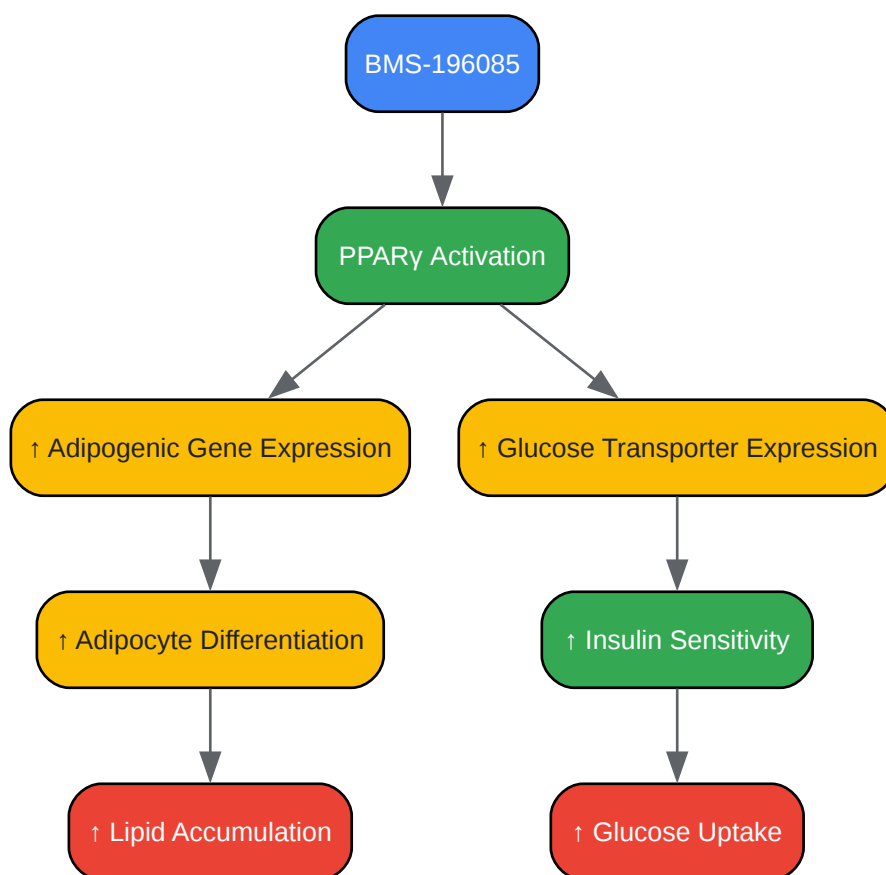 BMS-196085
PPARγ Activation
↑ Adipogenic Gene Expression
↑ Glucose Transporter Expression
↑ Adipocyte Differentiation
↑ Insulin Sensitivity
↑ Lipid Accumulation
↑ Glucose Uptake